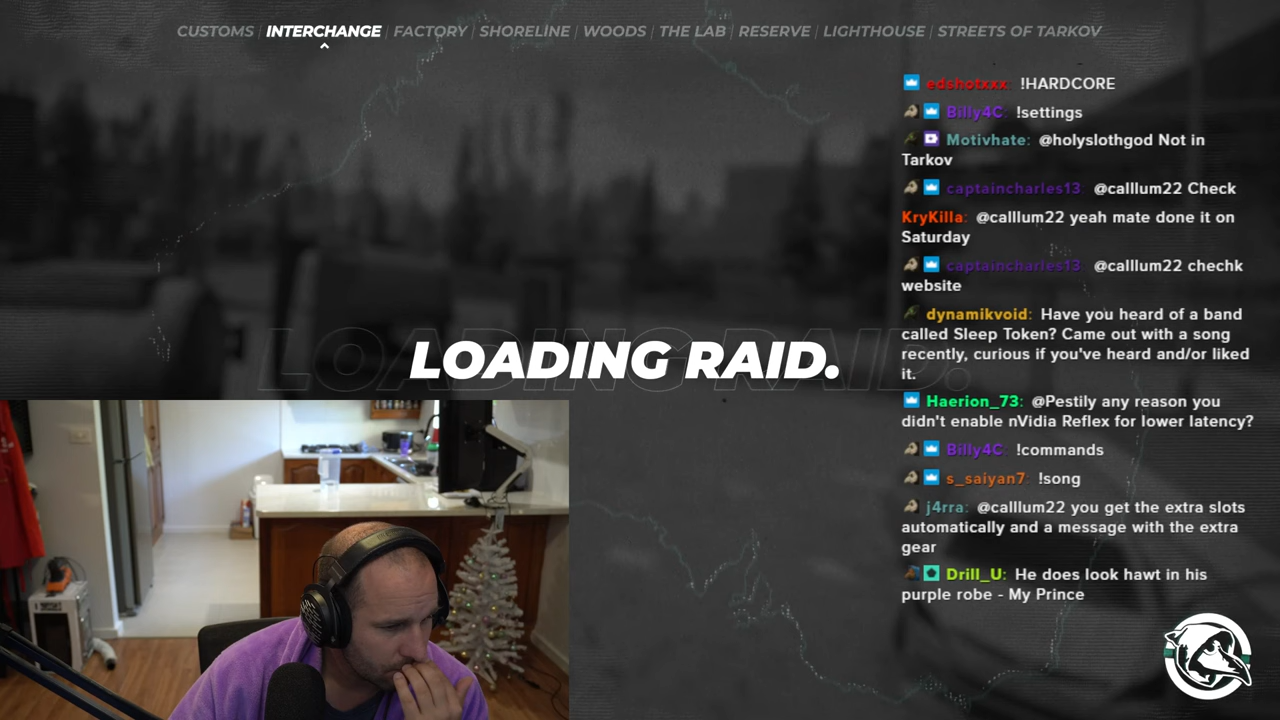 CUSTOMS | INTERCHANGE | FACTORY | SHORELINE | WOODS | THE LAB | RESERVE | LIGHTHOUSE | STREETS OF TARKOV
edshotxxx: !HARDCORE
Billy4C: !settings
Motivhate: @holyslothgod Not in
Tarkov
captaincharles13: @calllum22 Check
KryKilla: @calllum22 yeah mate done it on
Saturday
captaincharles13: @calllum22 chechk
website
dynamikvoid: Have you heard of a band
called Sleep Token? Came out with a song
recently, curious if you've heard and/or liked
it.
LOADING RAID.
LOADING RAID.
Haerion_73: @Pestily any reason you
didn't enable nVidia Reflex for lower latency?
Billy4C: !commands
s_saiyan7: !song
j4rra: @calllum22 you get the extra slots
automatically and a message with the extra
gear
Drill_U: He does look hawt in his
purple robe - My Prince